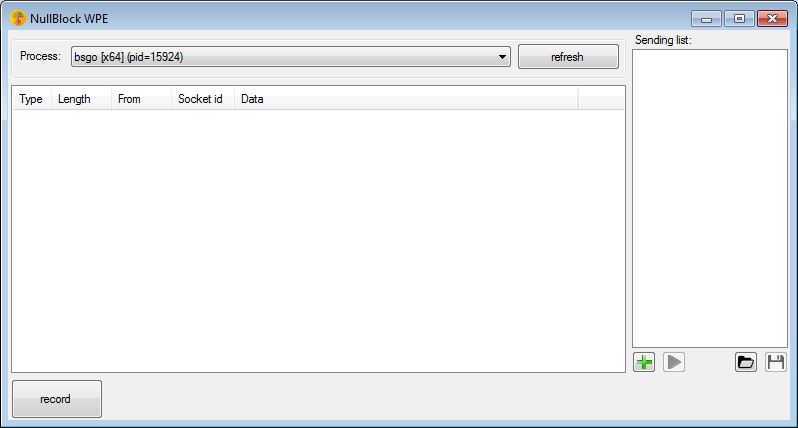 NullBlock WPE
Sending list:
Process: bsgo [x64] (pid=15924) refresh
Type Length From Socket id Data
record